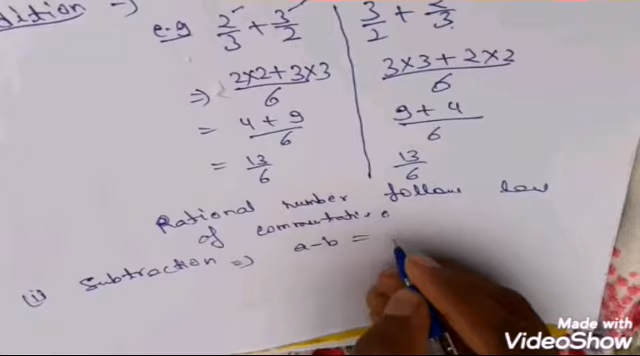 e.g 2/3 + 3/2 3/2 + 2/3
=> 2×2+3×3/6 3×3+2×2/6
= 4+9/6 9+4/6
= 13/6 13/6
Rational number follow law
of commutative
(ii) Subtraction => a-b =
Made with
VideoShow